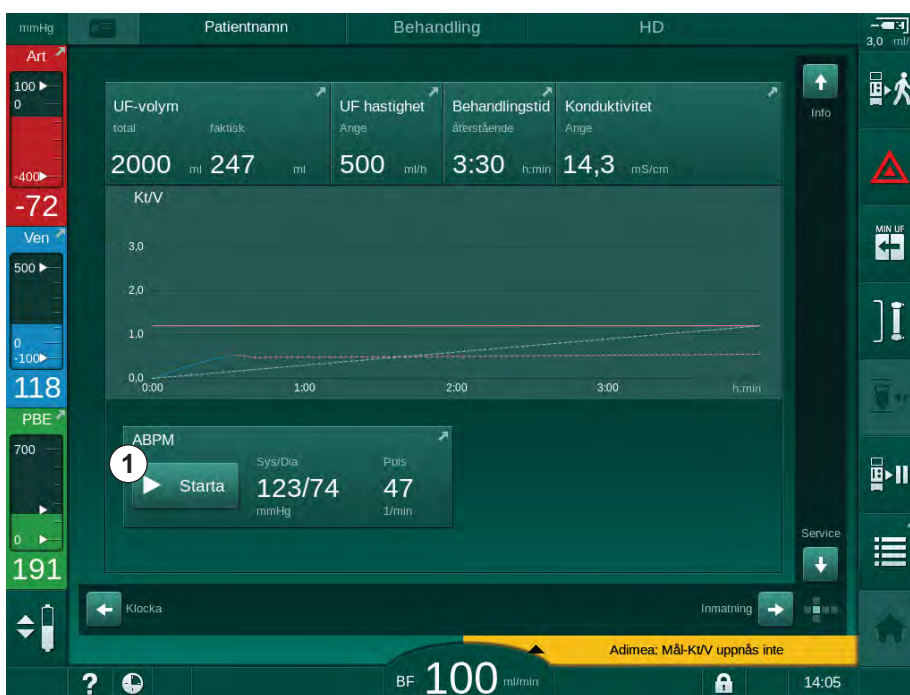 mmHg Patientnamn Behandling HD
3,0 ml/
Art
100
0
-400
-72
Ven
500
0
-100
118
PBE
700
0
191
UF-volym
total faktisk
2000 ml 247 ml
UF hastighet
Ange
500 ml/h
Behandlingstid
återstående
3:30 h:min
Konduktivitet
Ange
14,3 mS/cm
Kt/V
3,0
2,0
1,0
0,0
0:00 1:00 2:00 3:00 h:min
ABPM
1
Starta
Sys/Dia
123/74
mmHg
Puls
47
1/min
Info
Service
MIN UF
Klocka Inmatning
Adimea: Mål-Kt/V uppnås inte
? BF 100 ml/min 14:05